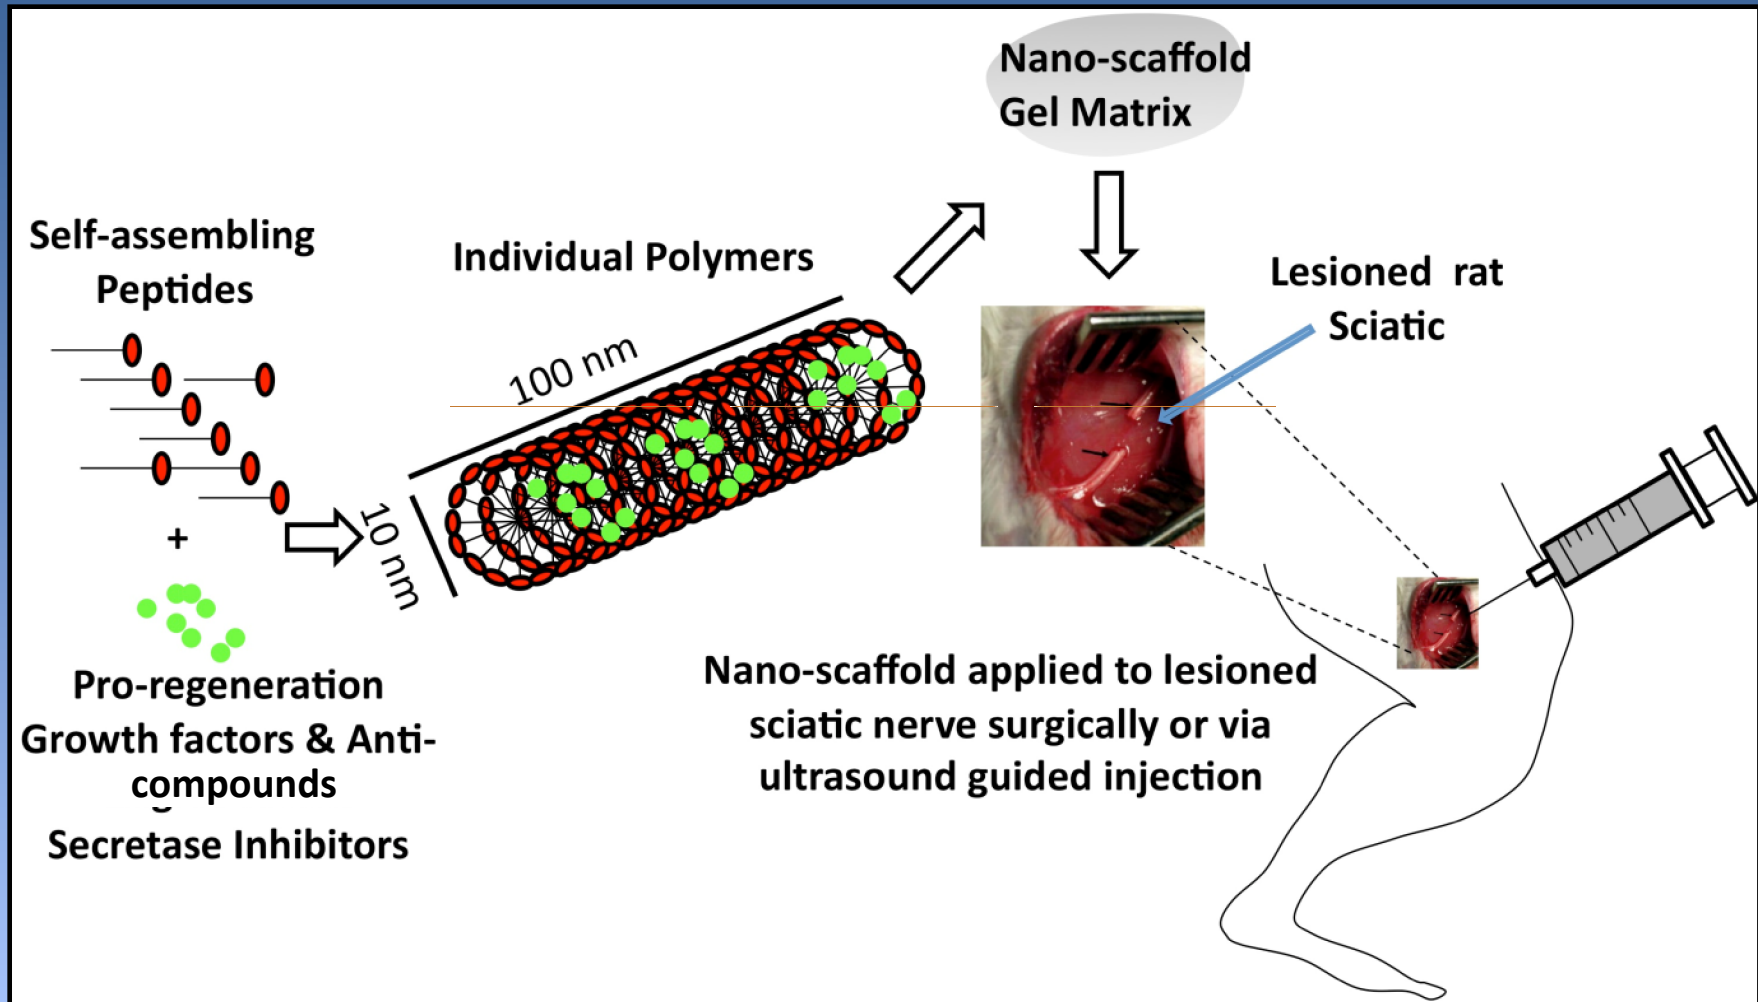 Nano-scaffold
Gel Matrix
Self-assembling
Peptides
Individual Polymers
Lesioned rat
Sciatic
100 nm
10 nm
+
Pro-regeneration
Growth factors & Anti-
compounds
Secretase Inhibitors
Nano-scaffold applied to lesioned
sciatic nerve surgically or via
ultrasound guided injection